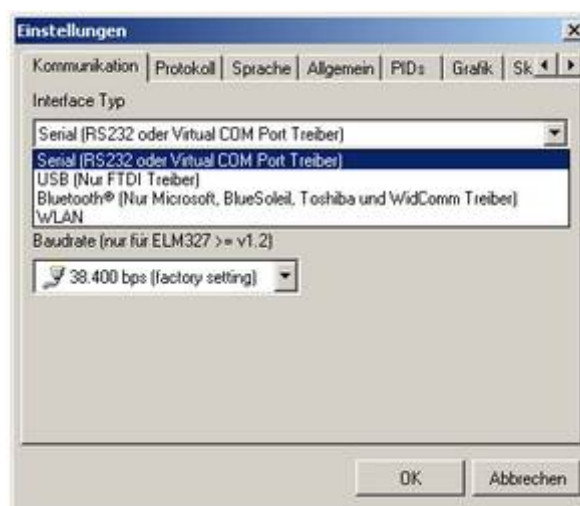 Einstellungen
Kommunikation Protokoll Sprache Allgemein PIDs Grafik Sk
Interface Typ
Serial (RS232 oder Virtual COM Port Treiber)
Serial (RS232 oder Virtual COM Port Treiber)
USB (Nur FTDI Treiber)
Bluetooth® (Nur Microsoft, BlueSoleil, Toshiba und WidComm Treiber)
WLAN
Baudrate (nur für ELM327 >= v1.2)
38.400 bps (factory setting)
OK Abbrechen